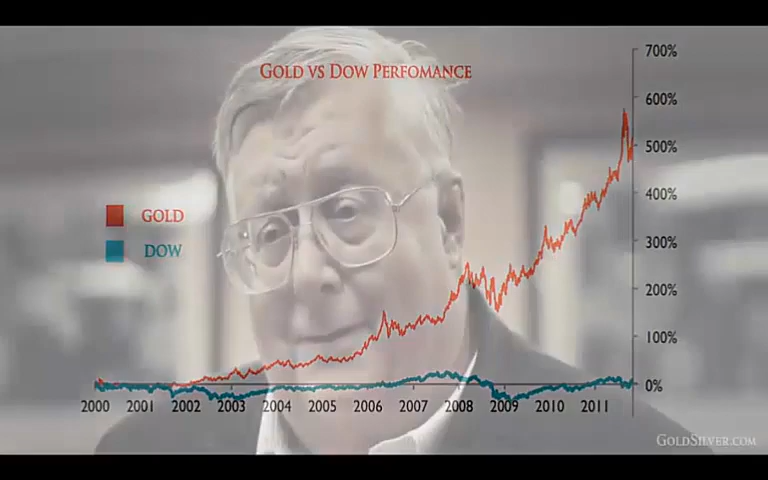 GOLD VS DOW PERFOMANCE
700%
600%
500%
400%
300%
200%
100%
0%
GOLD
DOW
2000 2001 2002 2003 2004 2005 2006 2007 2008 2009 2010 2011
GOLDSILVER.COM